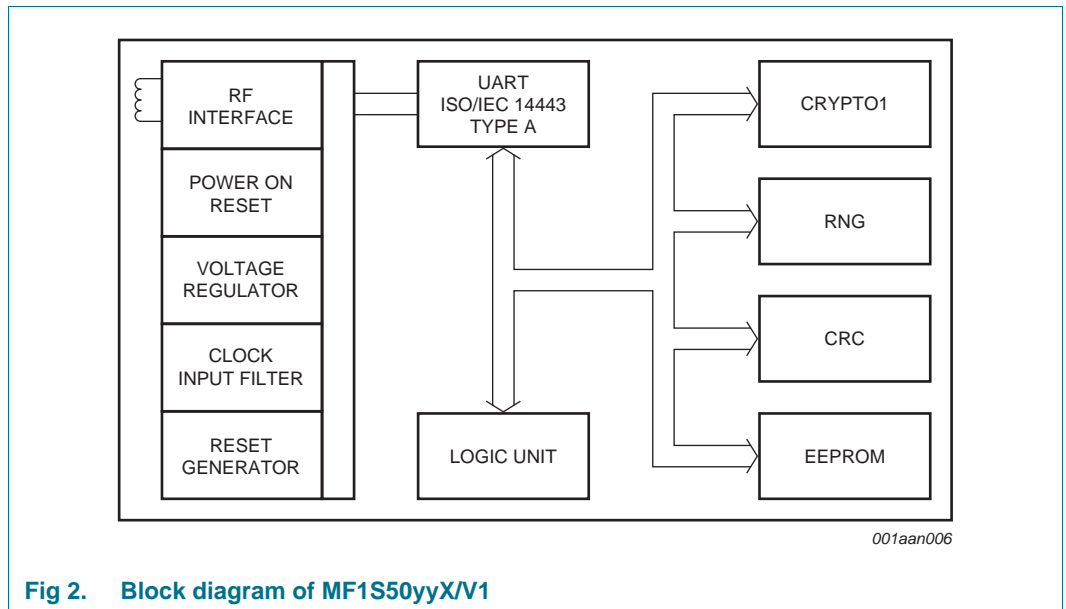 RF
INTERFACE
POWER ON
RESET
VOLTAGE
REGULATOR
CLOCK
INPUT FILTER
RESET
GENERATOR
UART
ISO/IEC 14443
TYPE A
LOGIC UNIT
CRYPTO1
RNG
CRC
EEPROM
001aan006
Fig 2. Block diagram of MF1S50yyX/V1